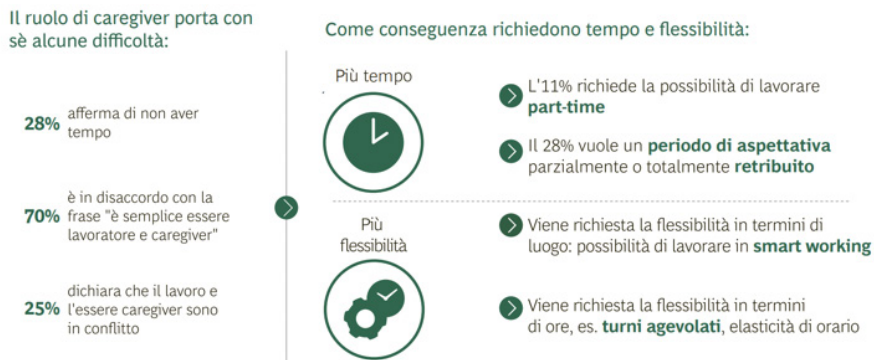 Il ruolo di caregiver porta con
sè alcune difficoltà:
28%
afferma di non aver
tempo
70%
è in disaccordo con la
frase "è semplice essere
lavoratore e caregiver"
25%
dichiara che il lavoro e
l'essere caregiver sono
in conflitto
Come conseguenza richiedono tempo e flessibilità:
Più tempo
L'11% richiede la possibilità di lavorare
part-time
Il 28% vuole un periodo di aspettativa
parzialmente o totalmente retribuito
Più
flessibilità
Viene richiesta la flessibilità in termini di
luogo: possibilità di lavorare in smart working
Viene richiesta la flessibilità in termini
di ore, es. turni agevolati, elasticità di orario